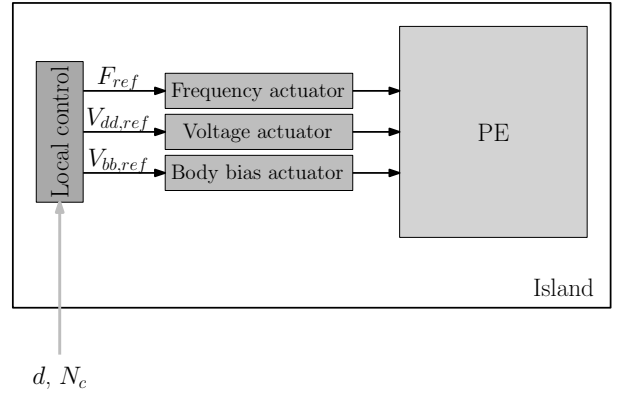 Local control
F_ref
Frequency actuator
V_dd,ref
Voltage actuator
V_bb,ref
Body bias actuator
PE
Island
d, N_c